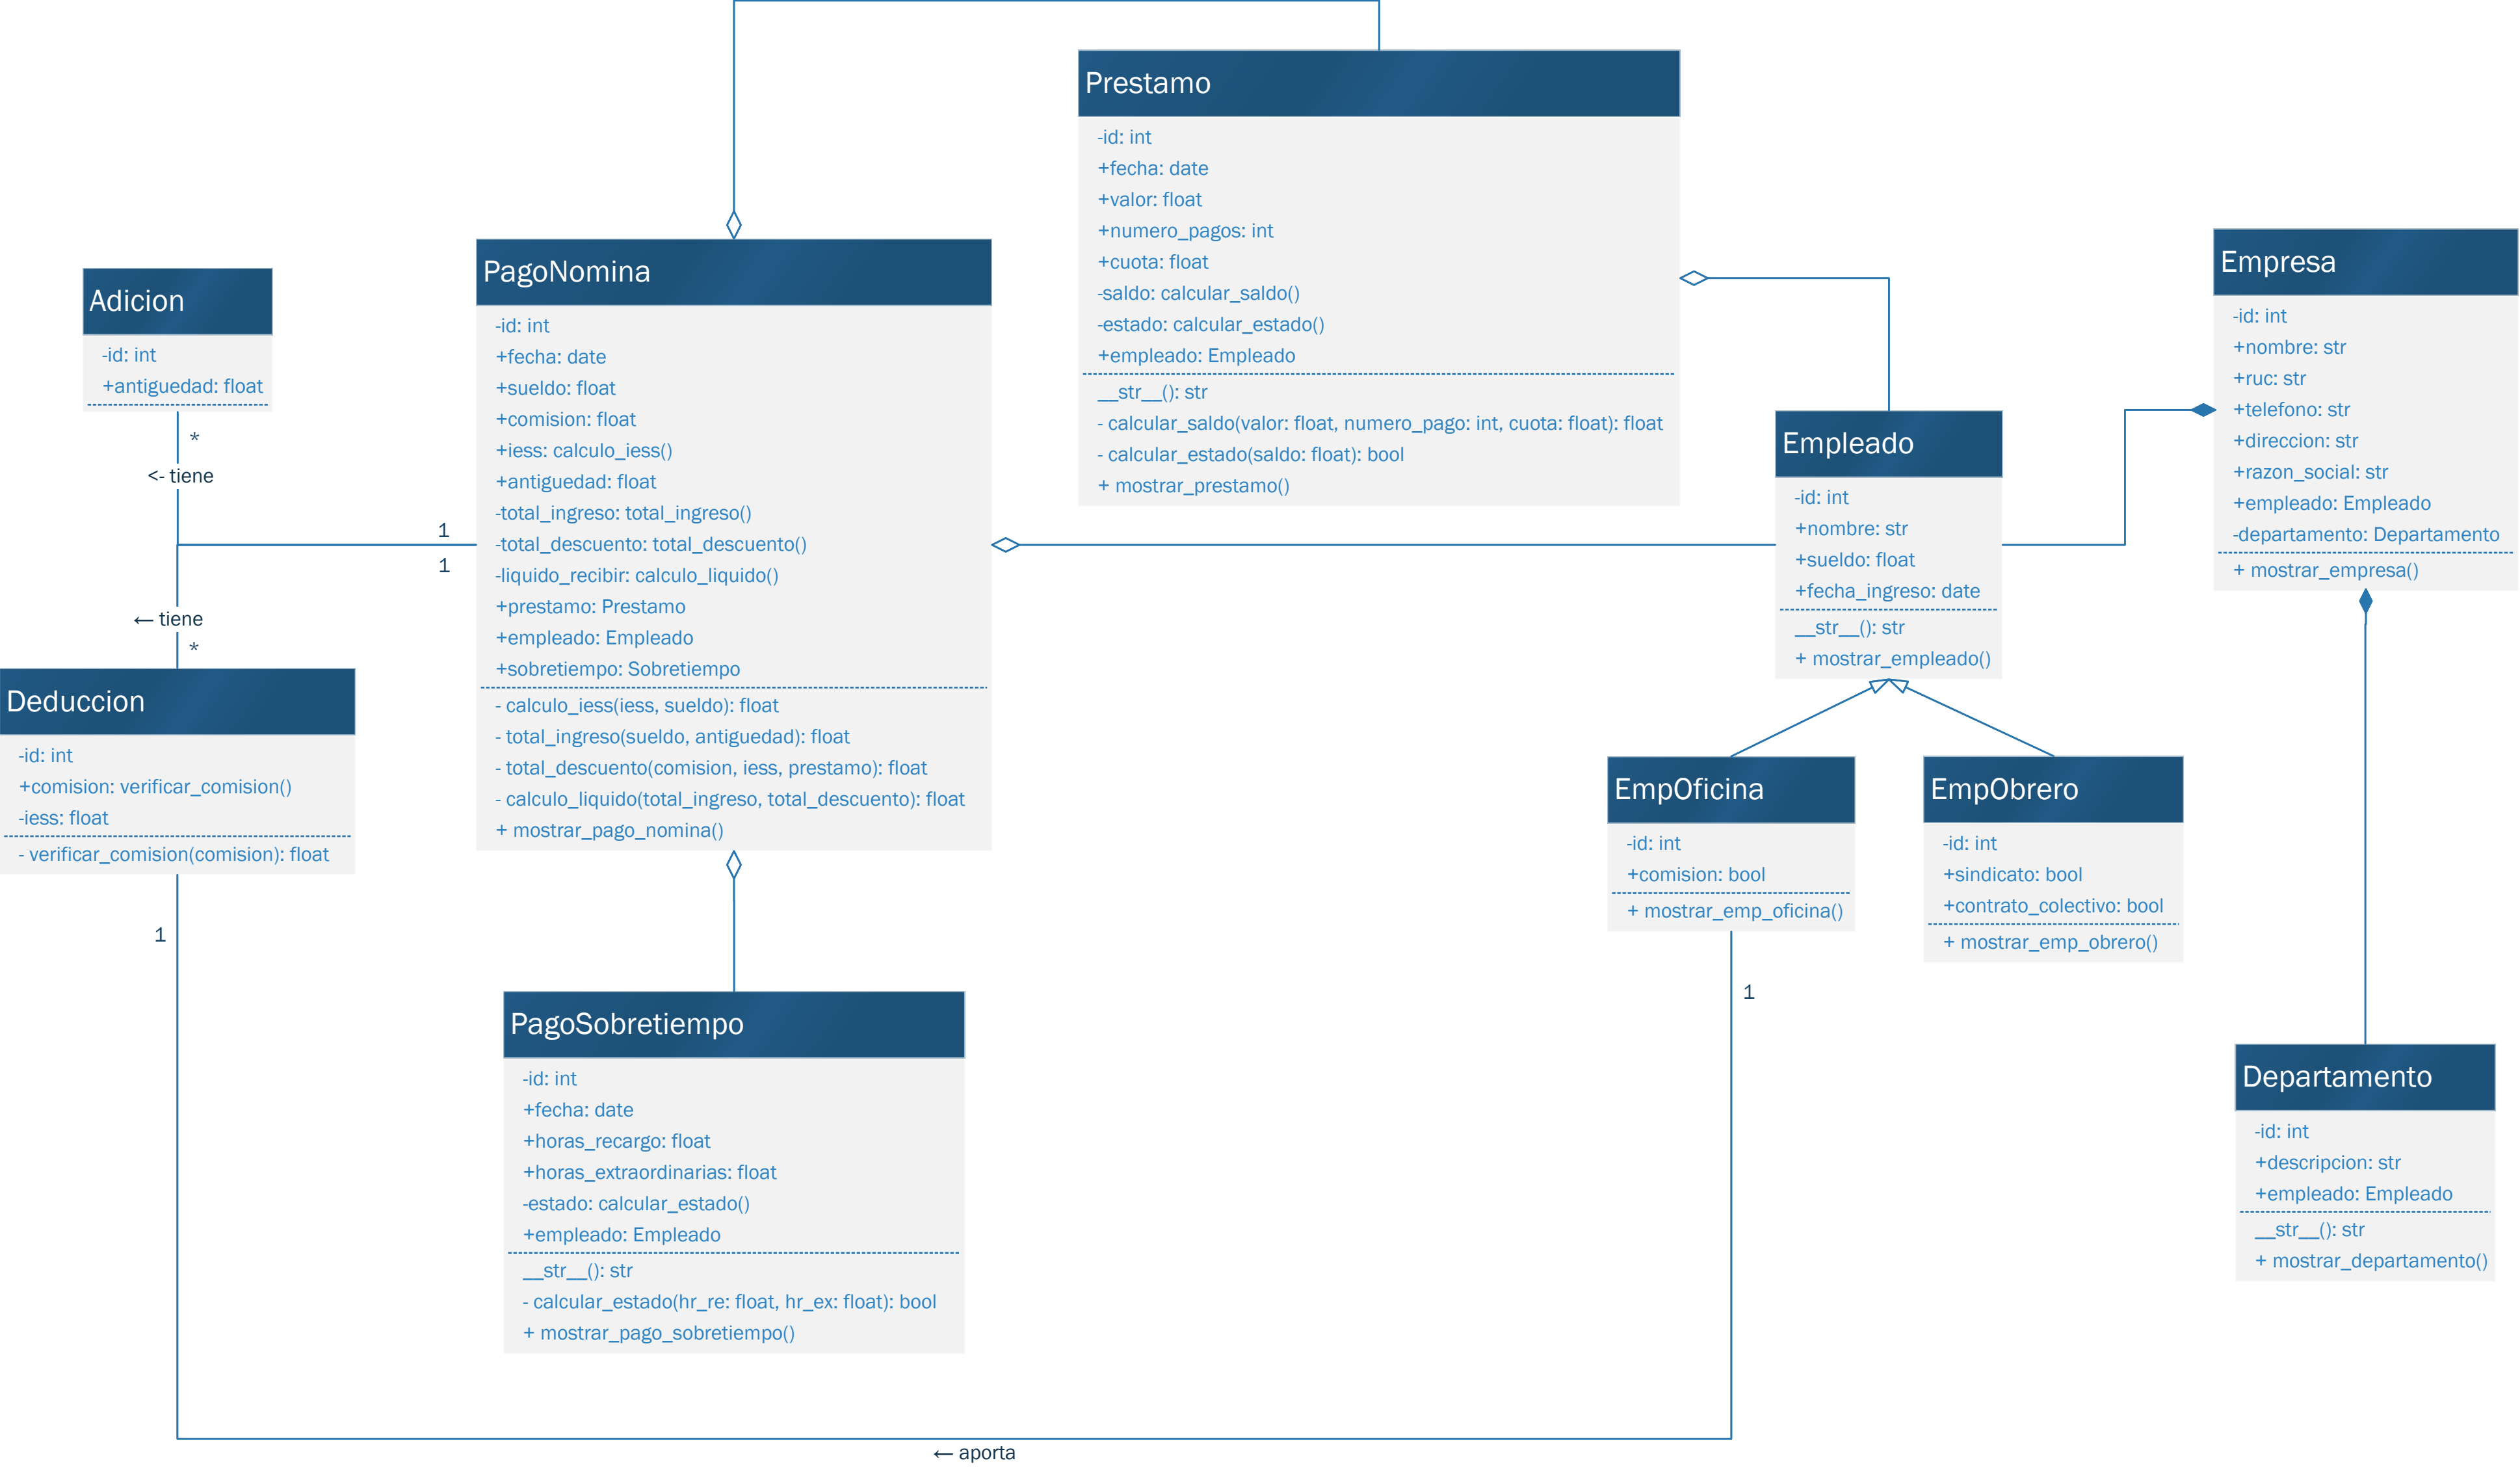 Prestamo
-id: int
+fecha: date
+valor: float
+numero_pagos: int
+cuota: float
-saldo: calcular_saldo()
-estado: calcular_estado()
+empleado: Empleado
__str__(): str
- calcular_saldo(valor: float, numero_pago: int, cuota: float): float
- calcular_estado(saldo: float): bool
+ mostrar_prestamo()
Empresa
-id: int
+nombre: str
+ruc: str
+telefono: str
+direccion: str
+razon_social: str
+empleado: Empleado
-departamento: Departamento
+ mostrar_empresa()
PagoNomina
-id: int
+fecha: date
+sueldo: float
+comision: float
+iess: calculo_iess()
+antiguedad: float
-total_ingreso: total_ingreso()
-total_descuento: total_descuento()
-liquido_recibir: calculo_liquido()
+prestamo: Prestamo
+empleado: Empleado
+sobretiempo: Sobretiempo
- calculo_iess(iess, sueldo): float
- total_ingreso(sueldo, antiguedad): float
- total_descuento(comision, iess, prestamo): float
- calculo_liquido(total_ingreso, total_descuento): float
+ mostrar_pago_nomina()
Adicion
-id: int
+antiguedad: float
*
<- tiene
1
1
← tiene
*
Empleado
-id: int
+nombre: str
+sueldo: float
+fecha_ingreso: date
__str__(): str
+ mostrar_empleado()
Deduccion
-id: int
+comision: verificar_comision()
-iess: float
- verificar_comision(comision): float
1
EmpOficina
-id: int
+comision: bool
+ mostrar_emp_oficina()
1
EmpObrero
-id: int
+sindicato: bool
+contrato_colectivo: bool
+ mostrar_emp_obrero()
PagoSobretiempo
-id: int
+fecha: date
+horas_recargo: float
+horas_extraordinarias: float
-estado: calcular_estado()
+empleado: Empleado
__str__(): str
- calcular_estado(hr_re: float, hr_ex: float): bool
+ mostrar_pago_sobretiempo()
Departamento
-id: int
+descripcion: str
+empleado: Empleado
__str__(): str
+ mostrar_departamento()
← aporta